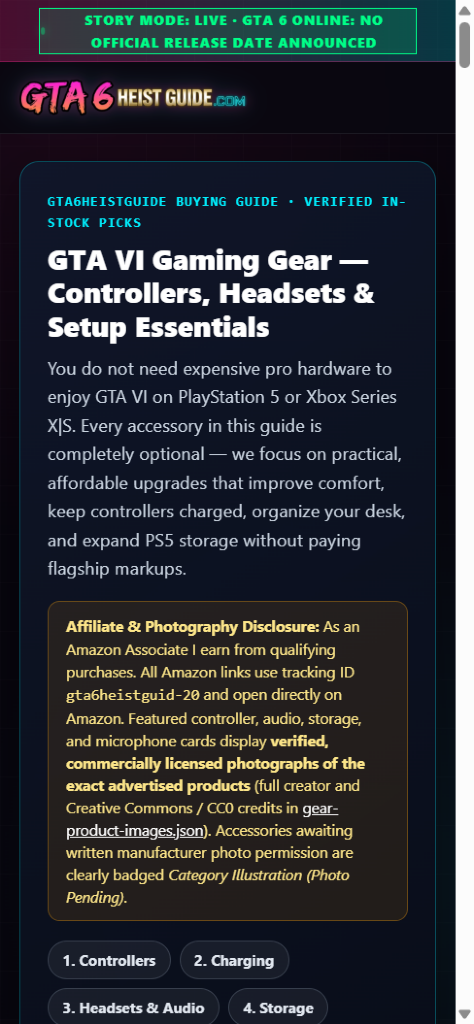 STORY MODE: LIVE · GTA 6 ONLINE: NO
OFFICIAL RELEASE DATE ANNOUNCED
GTA 6 HEIST GUIDE.COM
GTA6HEISTGUIDE BUYING GUIDE · VERIFIED IN-
STOCK PICKS
GTA VI Gaming Gear —
Controllers, Headsets &
Setup Essentials
You do not need expensive pro hardware to
enjoy GTA VI on PlayStation 5 or Xbox Series
X|S. Every accessory in this guide is
completely optional — we focus on practical,
affordable upgrades that improve comfort,
keep controllers charged, organize your desk,
and expand PS5 storage without paying
flagship markups.
Affiliate & Photography Disclosure: As an
Amazon Associate I earn from qualifying
purchases. All Amazon links use tracking ID
gta6heistguid-20 and open directly on
Amazon. Featured controller, audio, storage,
and microphone cards display verified,
commercially licensed photographs of the
exact advertised products (full creator and
Creative Commons / CC0 credits in gear-
product-images.json). Accessories awaiting
written manufacturer photo permission are
clearly badged Category Illustration (Photo
Pending).
1. Controllers
2. Charging
3. Headsets & Audio
4. Storage